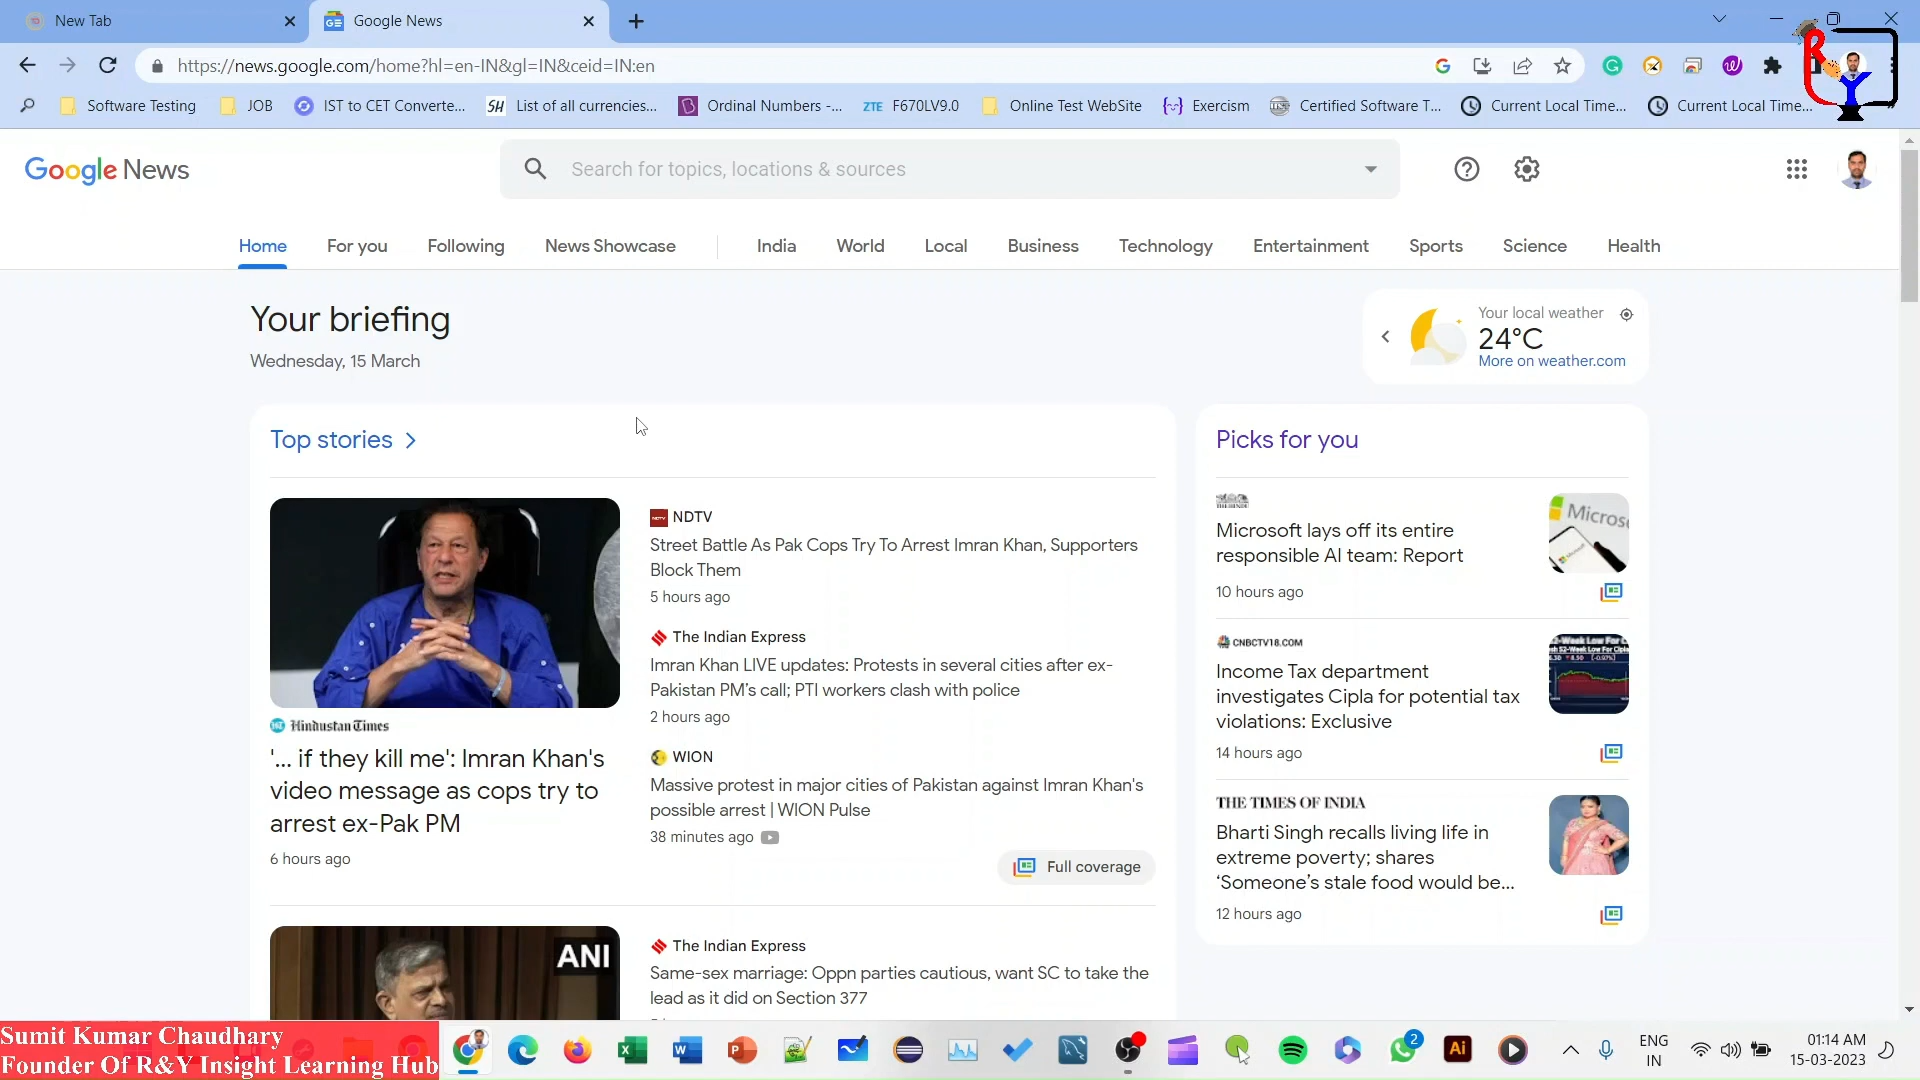 New Tab
Google News
https://news.google.com/home?hl=en-IN&gl=IN&ceid=IN:en
Software Testing
JOB
IST to CET Converte...
SH List of all currencies...
Ordinal Numbers -...
ZTE F670LV9.0
Online Test WebSite
Exercism
Certified Software T...
Current Local Time...
Current Local Time...
R
Y
Google News
Search for topics, locations & sources
Home
For you
Following
News Showcase
India
World
Local
Business
Technology
Entertainment
Sports
Science
Health
Your briefing
Wednesday, 15 March
Your local weather
24°C
More on weather.com
Top stories
Hindustan Times
'... if they kill me': Imran Khan's
video message as cops try to
arrest ex-Pak PM
6 hours ago
NDTV
Street Battle As Pak Cops Try To Arrest Imran Khan, Supporters
Block Them
5 hours ago
The Indian Express
Imran Khan LIVE updates: Protests in several cities after ex-
Pakistan PM's call; PTI workers clash with police
2 hours ago
WION
Massive protest in major cities of Pakistan against Imran Khan's
possible arrest | WION Pulse
38 minutes ago
Full coverage
ANI
The Indian Express
Same-sex marriage: Oppn parties cautious, want SC to take the
lead as it did on Section 377
Picks for you
THE HINDU
Microsoft lays off its entire
responsible AI team: Report
10 hours ago
CNBCTV18.COM
Income Tax department
investigates Cipla for potential tax
violations: Exclusive
14 hours ago
THE TIMES OF INDIA
Bharti Singh recalls living life in
extreme poverty; shares
‘Someone’s stale food would be...
12 hours ago
Sumit Kumar Chaudhary
Founder Of R&Y Insight Learning Hub
2
Ai
ENG
IN
01:14 AM
15-03-2023